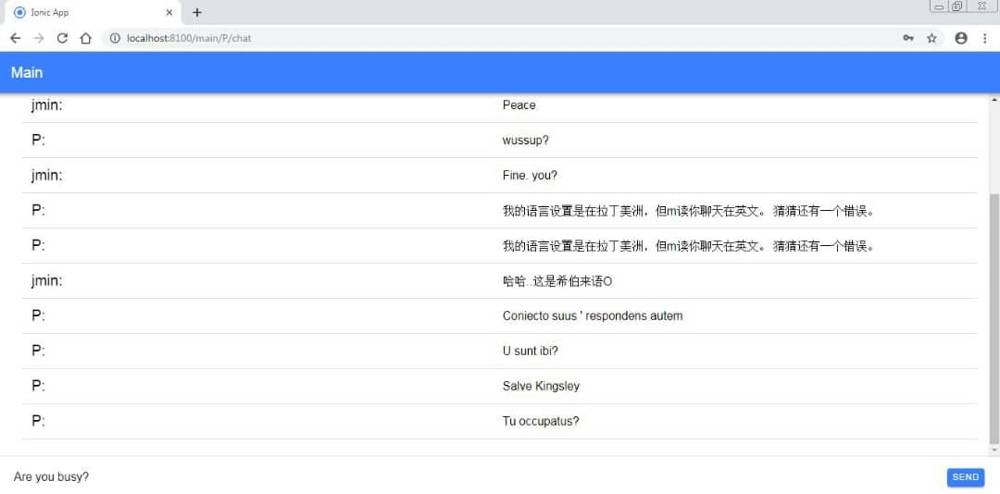 Ionic App
localhost:8100/main/P/chat
Main
jmin: Peace
P: wussup?
jmin: Fine. you?
P: 我的语言设置是在拉丁美洲，但m读你聊天在英文。 猜猜还有一个错误。
P: 我的语言设置是在拉丁美洲，但m读你聊天在英文。 猜猜还有一个错误。
jmin: 哈哈..这是希伯来语O
P: Coniecto suus ' respondens autem
P: U sunt ibi?
P: Salve Kingsley
P: Tu occupatus?
Are you busy? SEND